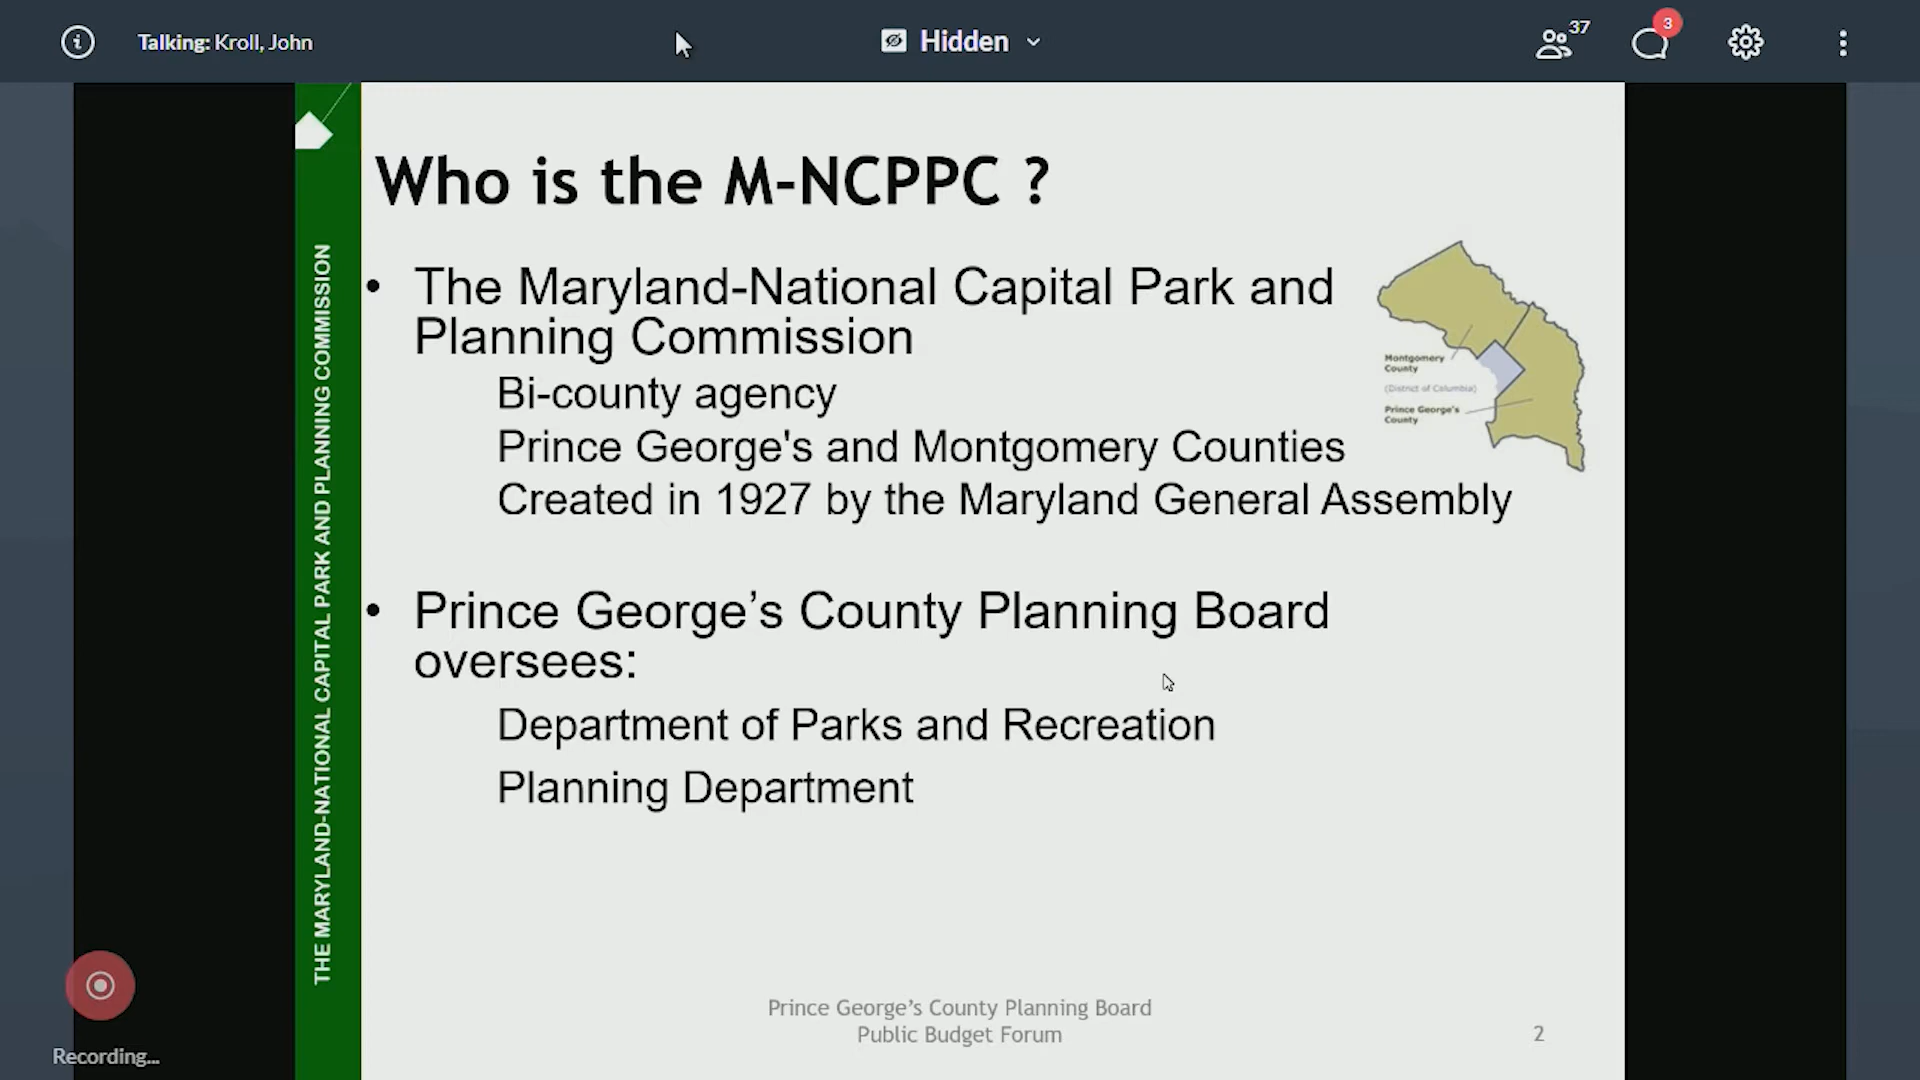 Talking: Kroll, John
Hidden
37
3
Who is the M-NCPPC ?
THE MARYLAND-NATIONAL CAPITAL PARK AND PLANNING COMMISSION
• The Maryland-National Capital Park and
Planning Commission
Bi-county agency
Prince George's and Montgomery Counties
Created in 1927 by the Maryland General Assembly
Montgomery
County
(District of Columbia)
Prince George's
County
• Prince George’s County Planning Board
oversees:
Department of Parks and Recreation
Planning Department
Prince George’s County Planning Board
Public Budget Forum
2
Recording...